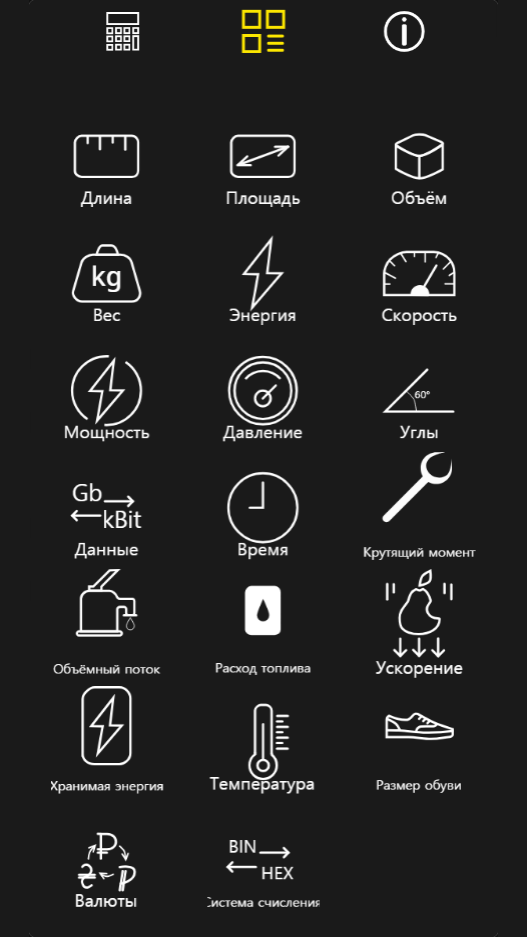 Длина Площадь Объём
kg
Вес Энергия Скорость
60°
Мощность Давление Углы
Gb
kBit
Данные Время Крутящий момент
Объёмный поток Расход топлива Ускорение
Хранимая энергия Температура Размер обуви
BIN
HEX
Валюты Система счисления